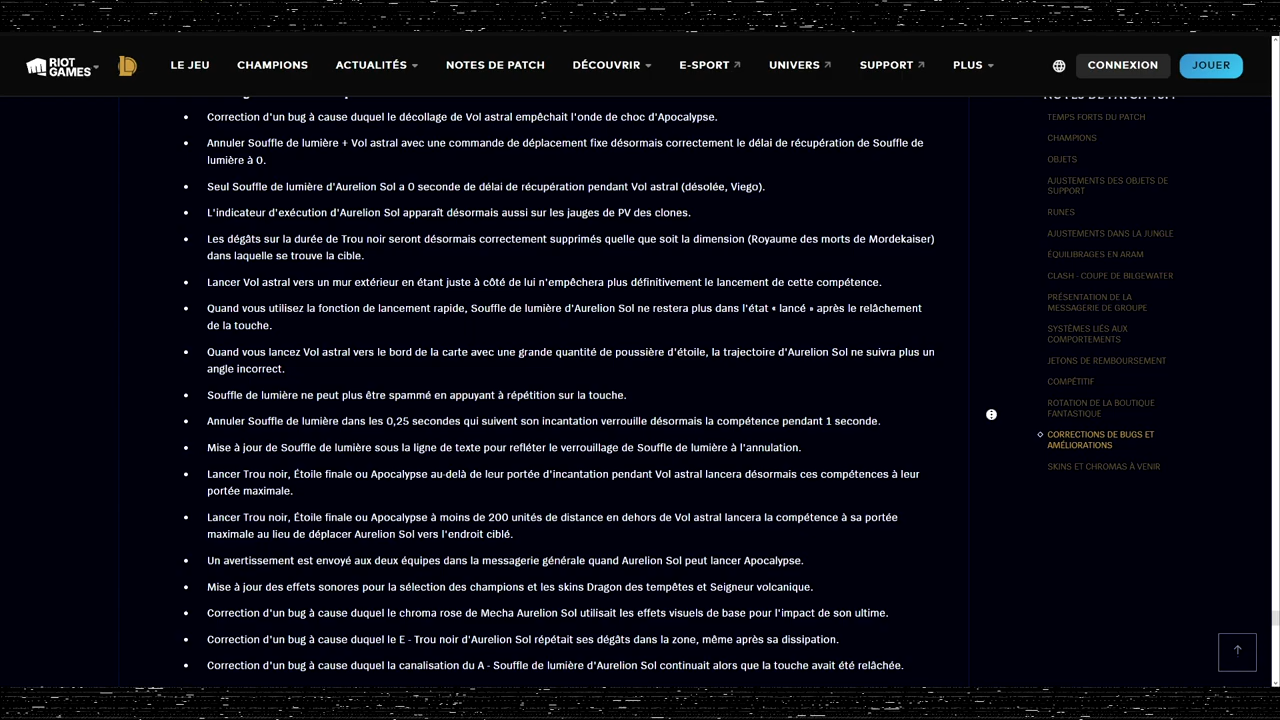 RIOT
GAMES
LE JEU
CHAMPIONS
ACTUALITÉS
NOTES DE PATCH
DÉCOUVRIR
E-SPORT
UNIVERS
SUPPORT
PLUS
CONNEXION
JOUER
• Correction d'un bug à cause duquel le décollage de Vol astral empêchait l'onde de choc d'Apocalypse.
• Annuler Souffle de lumière + Vol astral avec une commande de déplacement fixe désormais correctement le délai de récupération de Souffle de
lumière à 0.
• Seul Souffle de lumière d'Aurelion Sol a 0 seconde de délai de récupération pendant Vol astral (désolée, Viego).
• L'indicateur d'exécution d'Aurelion Sol apparaît désormais aussi sur les jauges de PV des clones.
• Les dégâts sur la durée de Trou noir seront désormais correctement supprimés quelle que soit la dimension (Royaume des morts de Mordekaiser)
dans laquelle se trouve la cible.
• Lancer Vol astral vers un mur extérieur en étant juste à côté de lui n'empêchera plus définitivement le lancement de cette compétence.
• Quand vous utilisez la fonction de lancement rapide, Souffle de lumière d'Aurelion Sol ne restera plus dans l'état « lancé » après le relâchement
de la touche.
• Quand vous lancez Vol astral vers le bord de la carte avec une grande quantité de poussière d'étoile, la trajectoire d'Aurelion Sol ne suivra plus un
angle incorrect.
• Souffle de lumière ne peut plus être spammé en appuyant à répétition sur la touche.
• Annuler Souffle de lumière dans les 0,25 secondes qui suivent son incantation verrouille désormais la compétence pendant 1 seconde.
• Mise à jour de Souffle de lumière sous la ligne de texte pour refléter le verrouillage de Souffle de lumière à l'annulation.
• Lancer Trou noir, Étoile finale ou Apocalypse au-delà de leur portée d'incantation pendant Vol astral lancera désormais ces compétences à leur
portée maximale.
• Lancer Trou noir, Étoile finale ou Apocalypse à moins de 200 unités de distance en dehors de Vol astral lancera la compétence à sa portée
maximale au lieu de déplacer Aurelion Sol vers l'endroit ciblé.
• Un avertissement est envoyé aux deux équipes dans la messagerie générale quand Aurelion Sol peut lancer Apocalypse.
• Mise à jour des effets sonores pour la sélection des champions et les skins Dragon des tempêtes et Seigneur volcanique.
• Correction d'un bug à cause duquel le chroma rose de Mecha Aurelion Sol utilisait les effets visuels de base pour l'impact de son ultime.
• Correction d'un bug à cause duquel le E - Trou noir d'Aurelion Sol répétait ses dégâts dans la zone, même après sa dissipation.
• Correction d'un bug à cause duquel la canalisation du A - Souffle de lumière d'Aurelion Sol continuait alors que la touche avait été relâchée.
TEMPS FORTS DU PATCH
CHAMPIONS
OBJETS
AJUSTEMENTS DES OBJETS DE
SUPPORT
RUNES
AJUSTEMENTS DANS LA JUNGLE
ÉQUILIBRAGES EN ARAM
CLASH - COUPE DE BILGEWATER
PRÉSENTATION DE LA
MESSAGERIE DE GROUPE
SYSTÈMES LIÉS AUX
COMPORTEMENTS
JETONS DE REMBOURSEMENT
COMPÉTITIF
ROTATION DE LA BOUTIQUE
FANTASTIQUE
CORRECTIONS DE BUGS ET
AMÉLIORATIONS
SKINS ET CHROMAS À VENIR